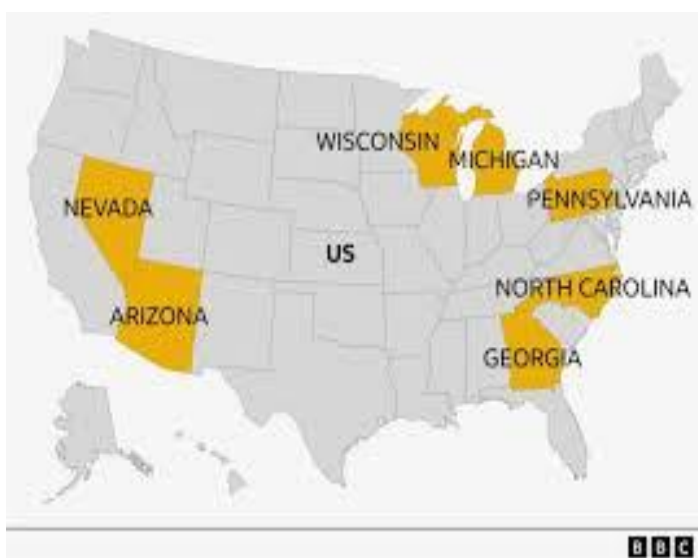 WISCONSIN
MICHIGAN
PENNSYLVANIA
NEVADA
US
NORTH CAROLINA
ARIZONA
GEORGIA
BBC